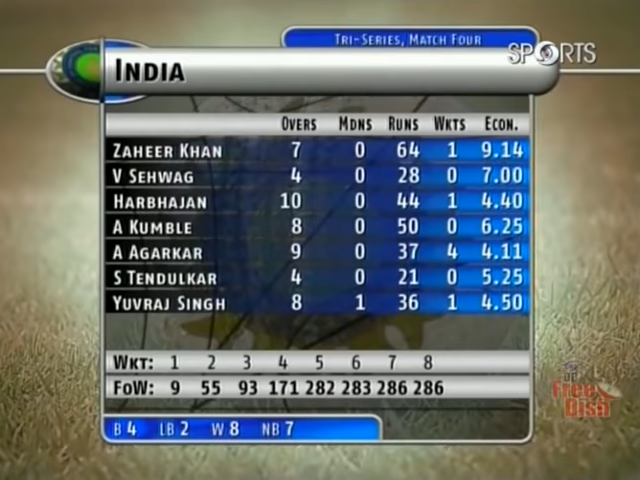 TRI-SERIES, MATCH FOUR
SPORTS
INDIA
OVERS MDNS RUNS WKTS ECON.
ZAHEER KHAN 7 0 64 1 9.14
V SEHWAG 4 0 28 0 7.00
HARBHAJAN 10 0 44 1 4.40
A KUMBLE 8 0 50 0 6.25
A AGARKAR 9 0 37 4 4.11
S TENDULKAR 4 0 21 0 5.25
YUVRAJ SINGH 8 1 36 1 4.50
WKT: 1 2 3 4 5 6 7 8
FOW: 9 55 93 171 282 283 286 286
Free
Dish
B 4 LB 2 W 8 NB 7